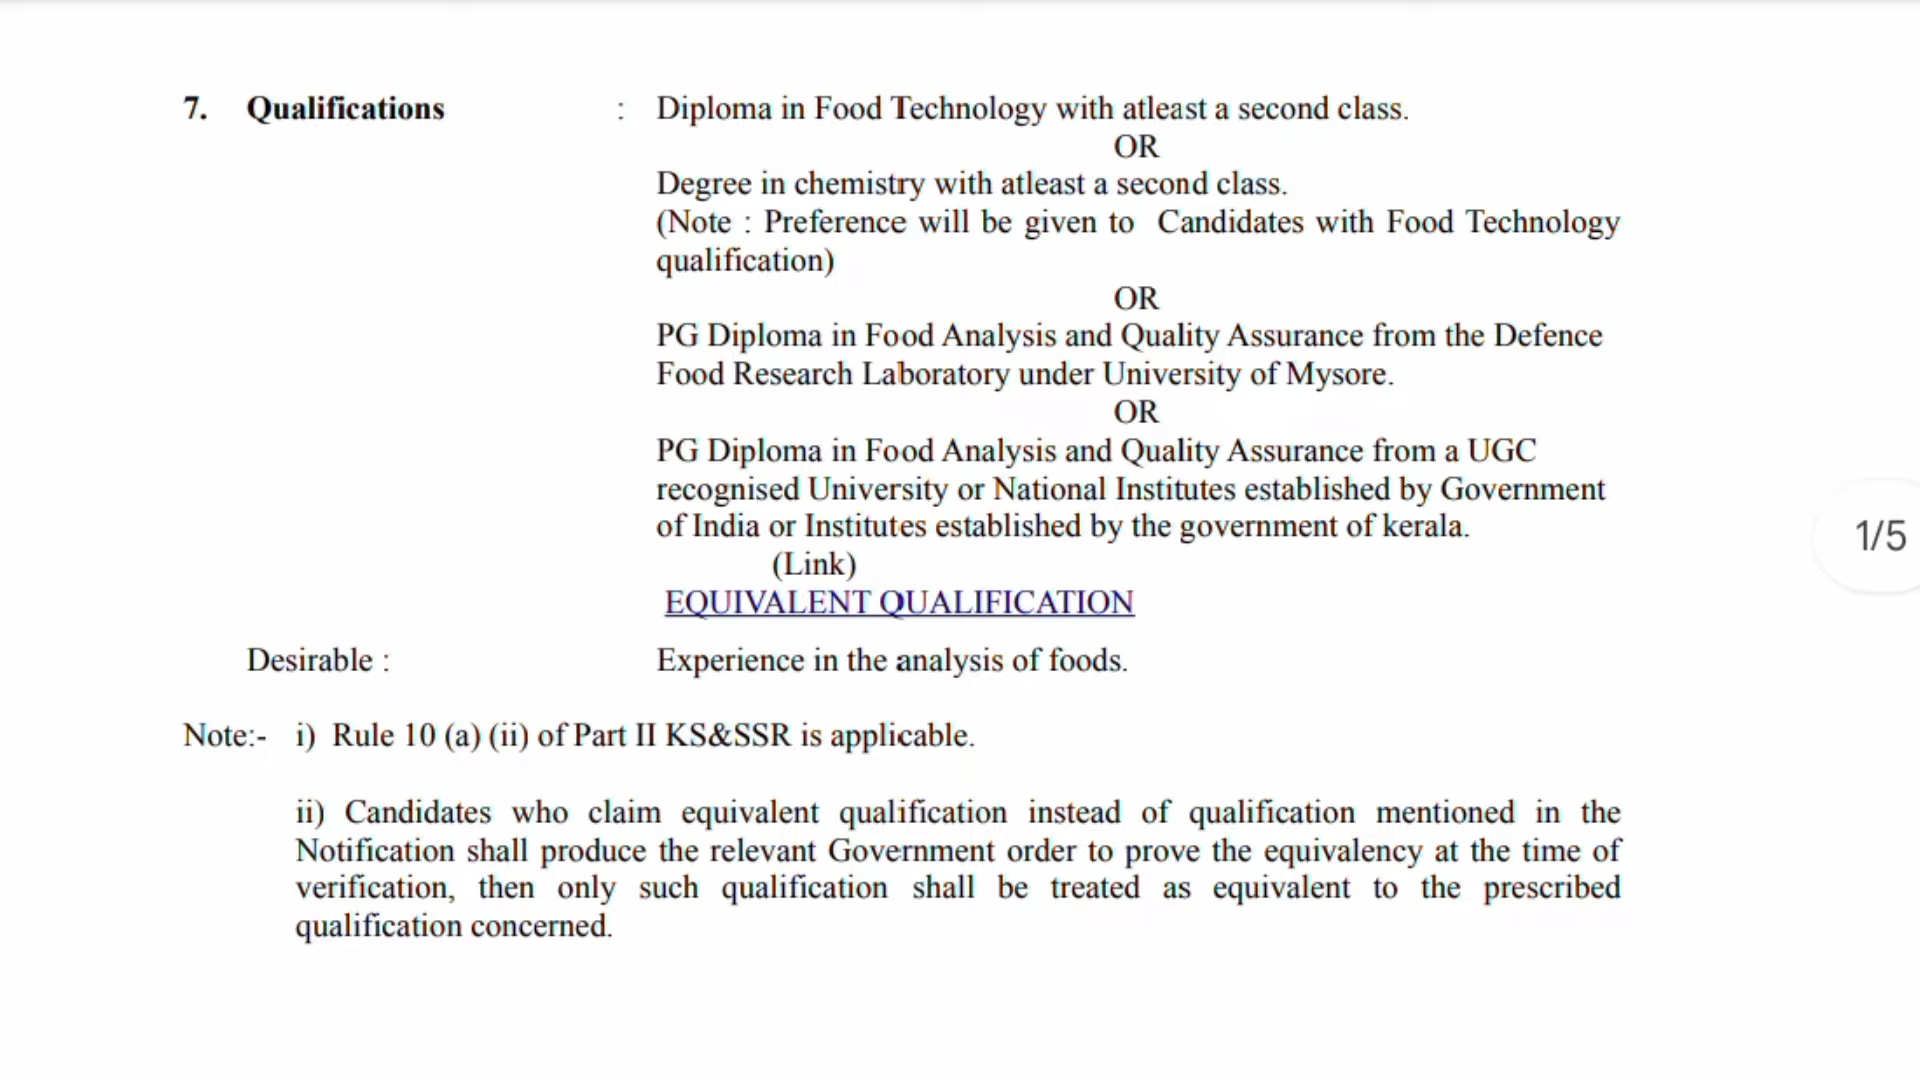 7. Qualifications : Diploma in Food Technology with atleast a second class.
OR
Degree in chemistry with atleast a second class.
(Note : Preference will be given to Candidates with Food Technology
qualification)
OR
PG Diploma in Food Analysis and Quality Assurance from the Defence
Food Research Laboratory under University of Mysore.
OR
PG Diploma in Food Analysis and Quality Assurance from a UGC
recognised University or National Institutes established by Government
of India or Institutes established by the government of kerala.
1/5
(Link)
EQUIVALENT QUALIFICATION
Desirable : Experience in the analysis of foods.
Note:- i) Rule 10 (a) (ii) of Part II KS&SSR is applicable.
ii) Candidates who claim equivalent qualification instead of qualification mentioned in the
Notification shall produce the relevant Government order to prove the equivalency at the time of
verification, then only such qualification shall be treated as equivalent to the prescribed
qualification concerned.